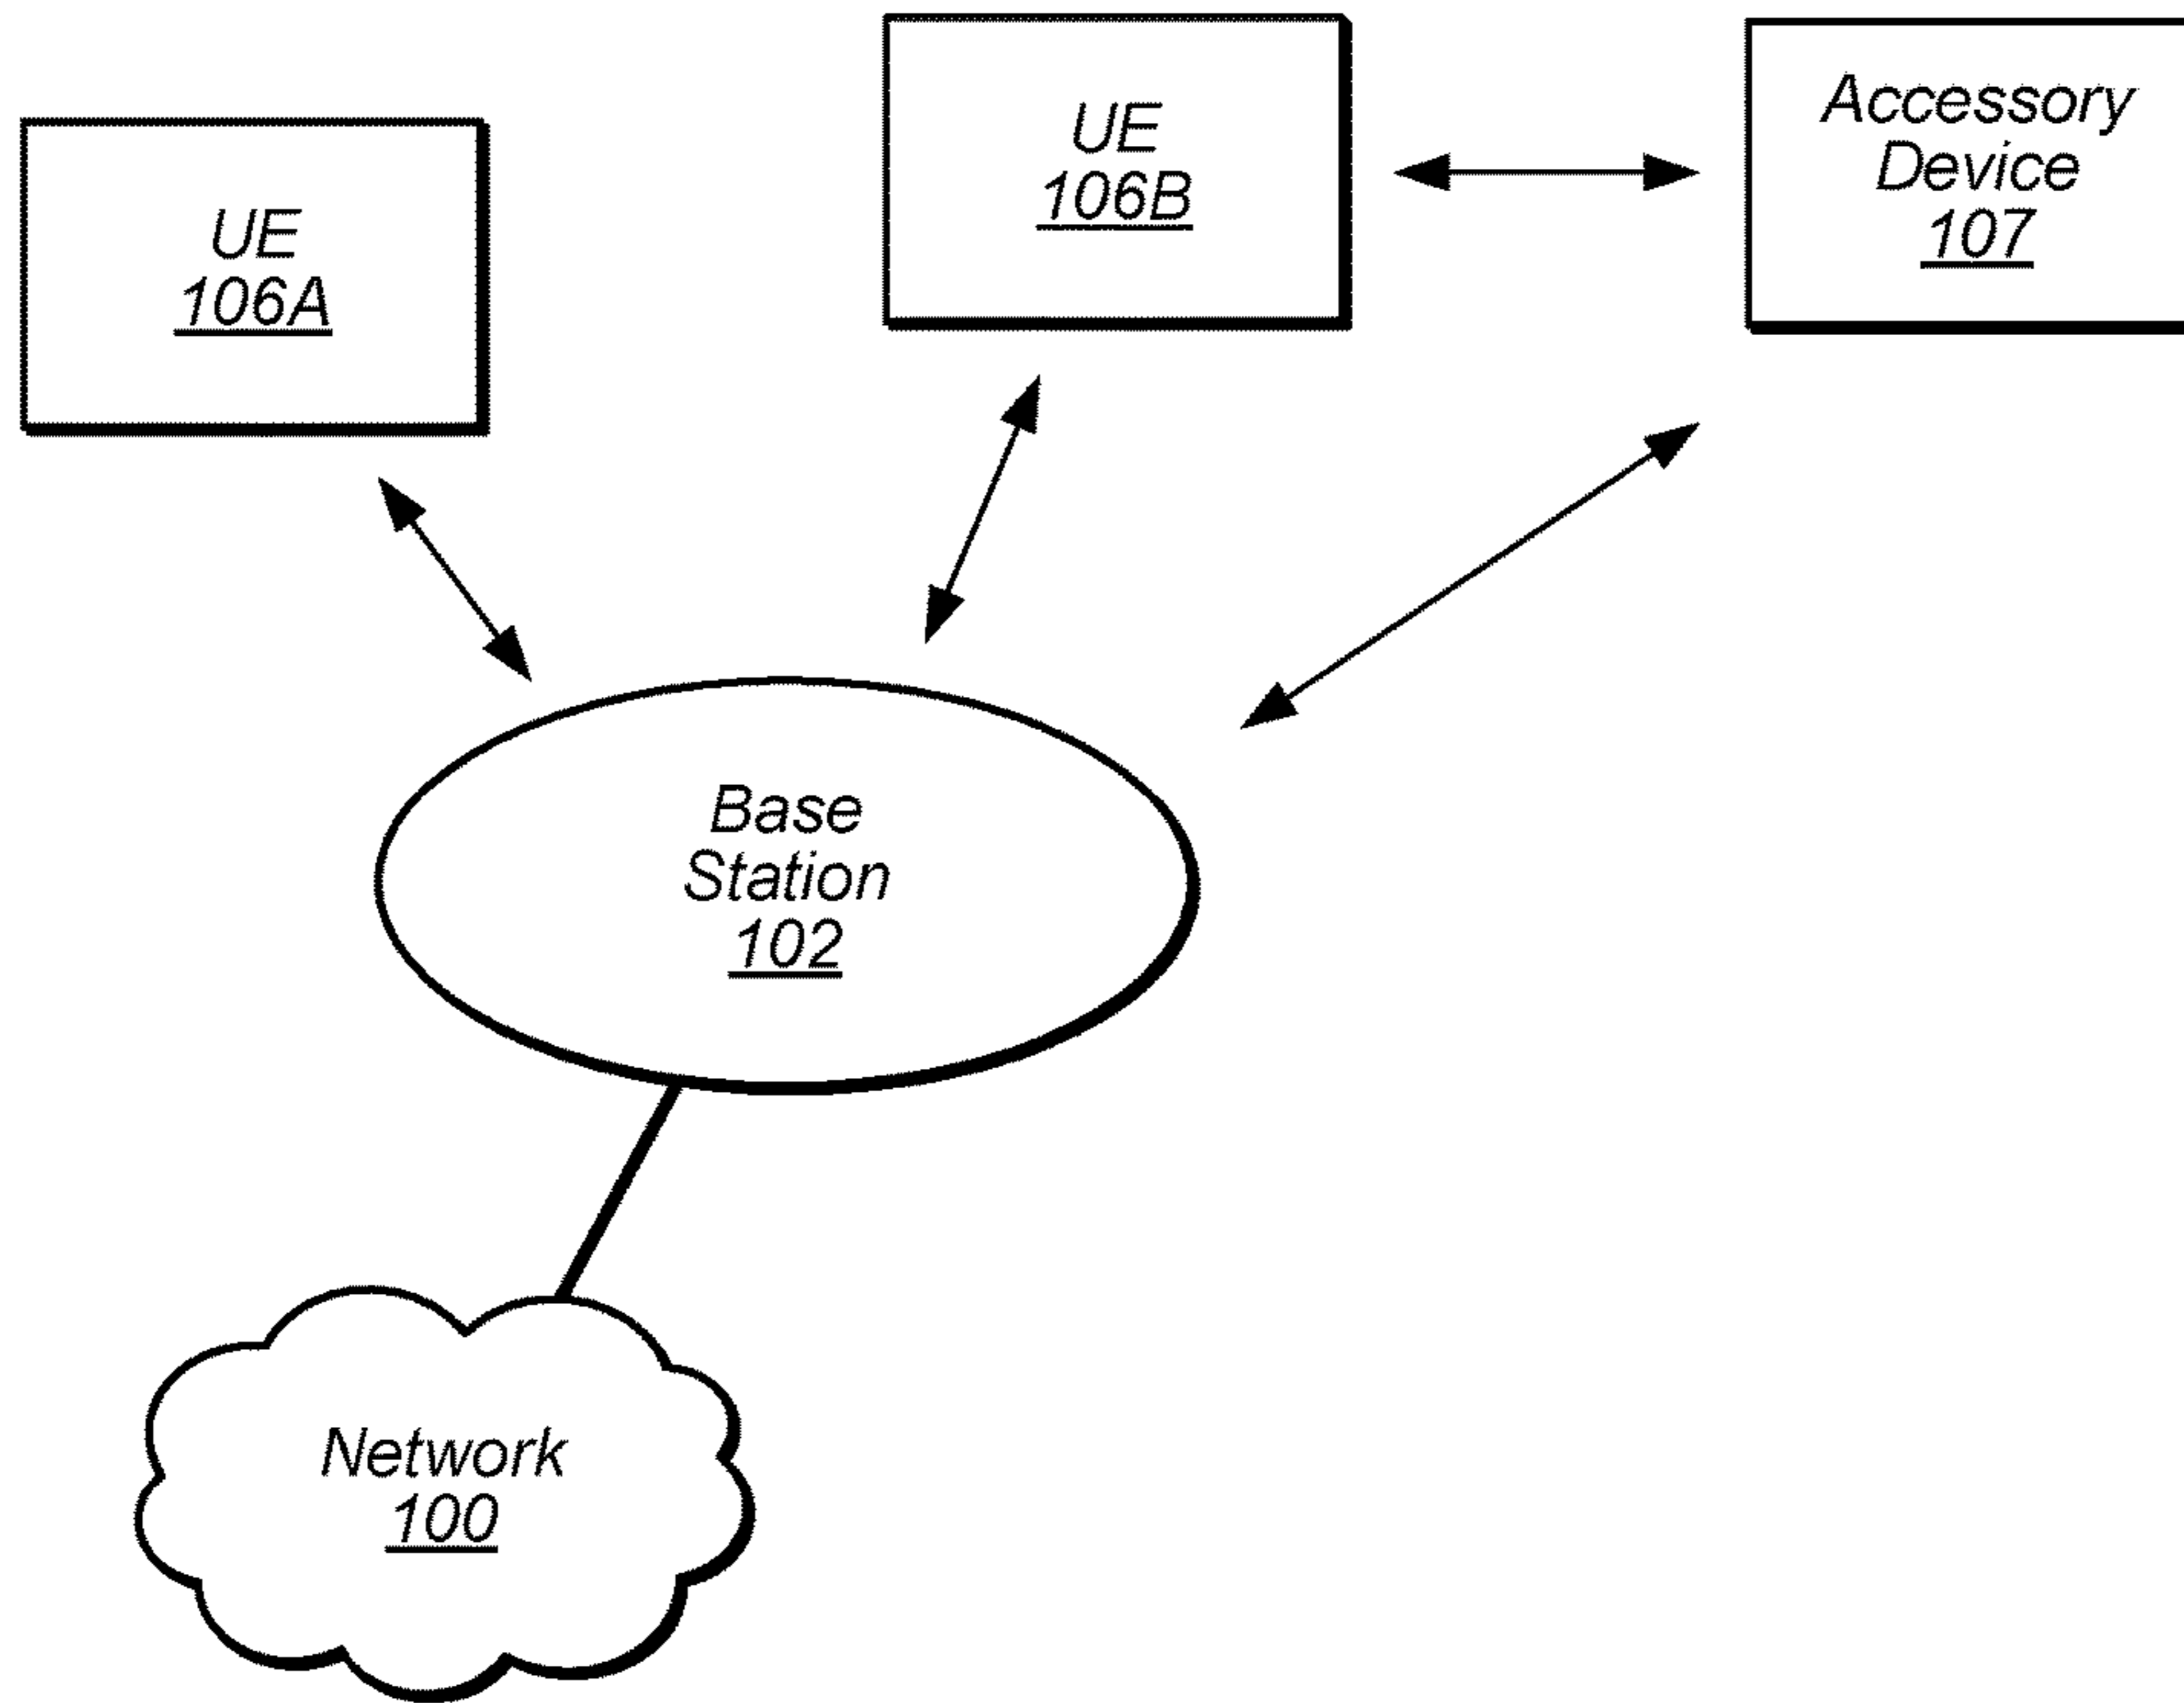 UE
106A
UE
106B
Accessory
Device
107
Base
Station
102
Network
100